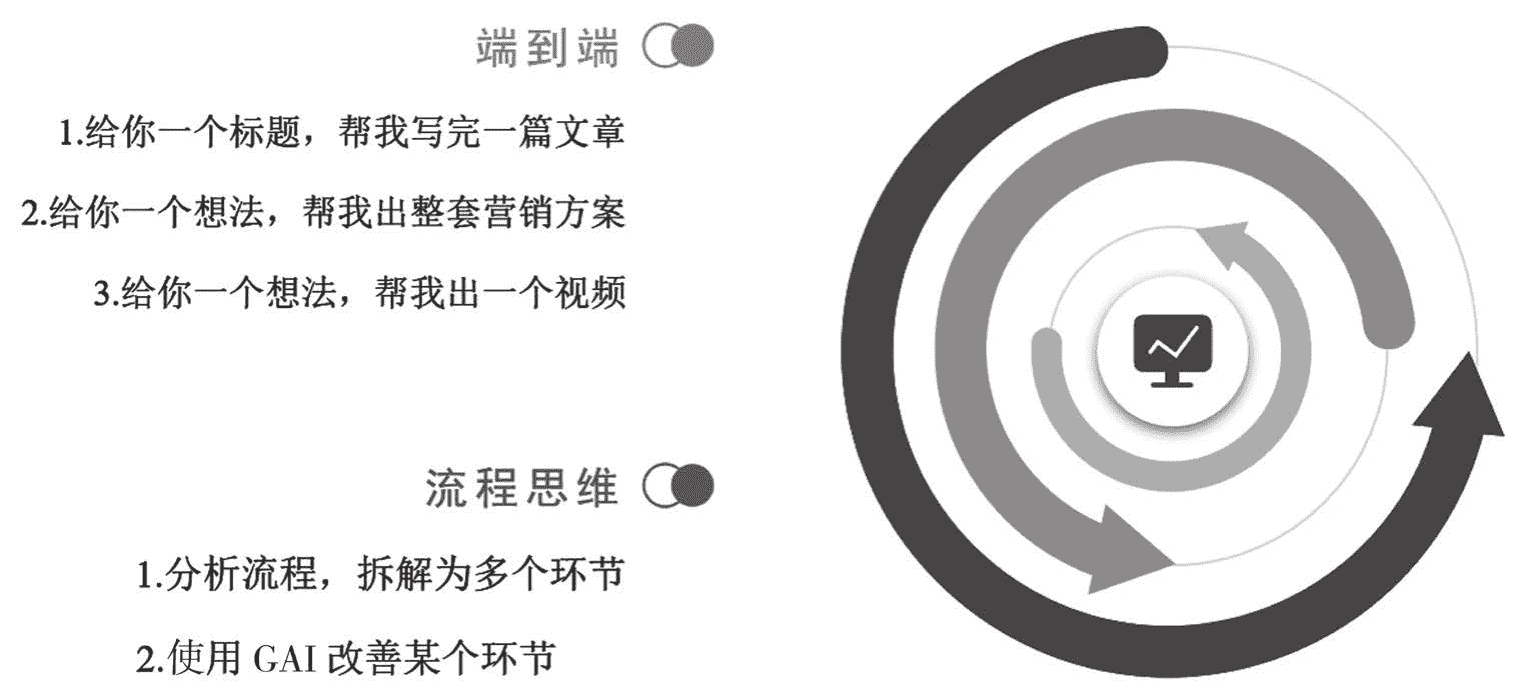 端到端
1.给你一个标题，帮我写完一篇文章
2.给你一个想法，帮我出整套营销方案
3.给你一个想法，帮我出一个视频
流程思维
1.分析流程，拆解为多个环节
2.使用 GAI 改善某个环节